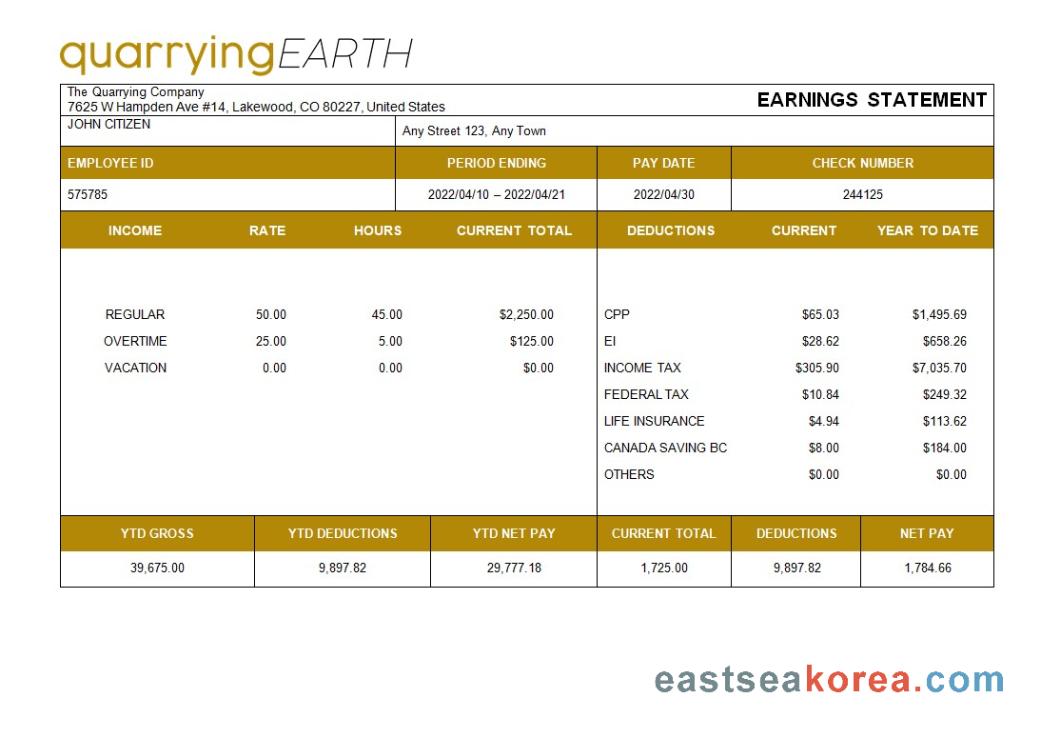 quarryingEARTH
The Quarrying Company
7625 W Hampden Ave #14, Lakewood, CO 80227, United States
EARNINGS STATEMENT
JOHN CITIZEN
Any Street 123, Any Town
EMPLOYEE ID PERIOD ENDING PAY DATE CHECK NUMBER
575785 2022/04/10 – 2022/04/21 2022/04/30 244125
INCOME RATE HOURS CURRENT TOTAL DEDUCTIONS CURRENT YEAR TO DATE
REGULAR 50.00 45.00 $2,250.00 CPP $65.03 $1,495.69
OVERTIME 25.00 5.00 $125.00 EI $28.62 $658.26
VACATION 0.00 0.00 $0.00 INCOME TAX $305.90 $7,035.70
FEDERAL TAX $10.84 $249.32
LIFE INSURANCE $4.94 $113.62
CANADA SAVING BC $8.00 $184.00
OTHERS $0.00 $0.00
YTD GROSS YTD DEDUCTIONS YTD NET PAY CURRENT TOTAL DEDUCTIONS NET PAY
39,675.00 9,897.82 29,777.18 1,725.00 9,897.82 1,784.66
eastseakorea.com